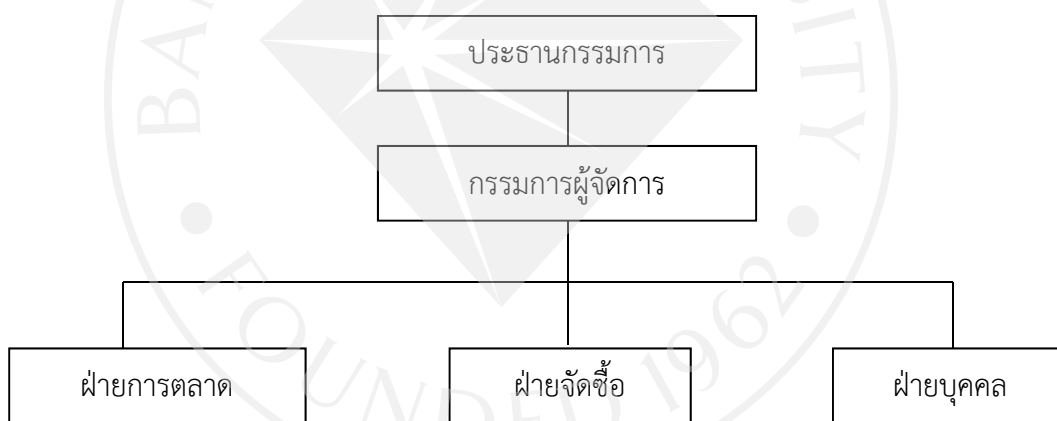 ประธานกรรมการ
กรรมการผู้จัดการ
ฝ่ายการตลาด
ฝ่ายจัดซื้อ
ฝ่ายบุคคล
FOUNDED 1962